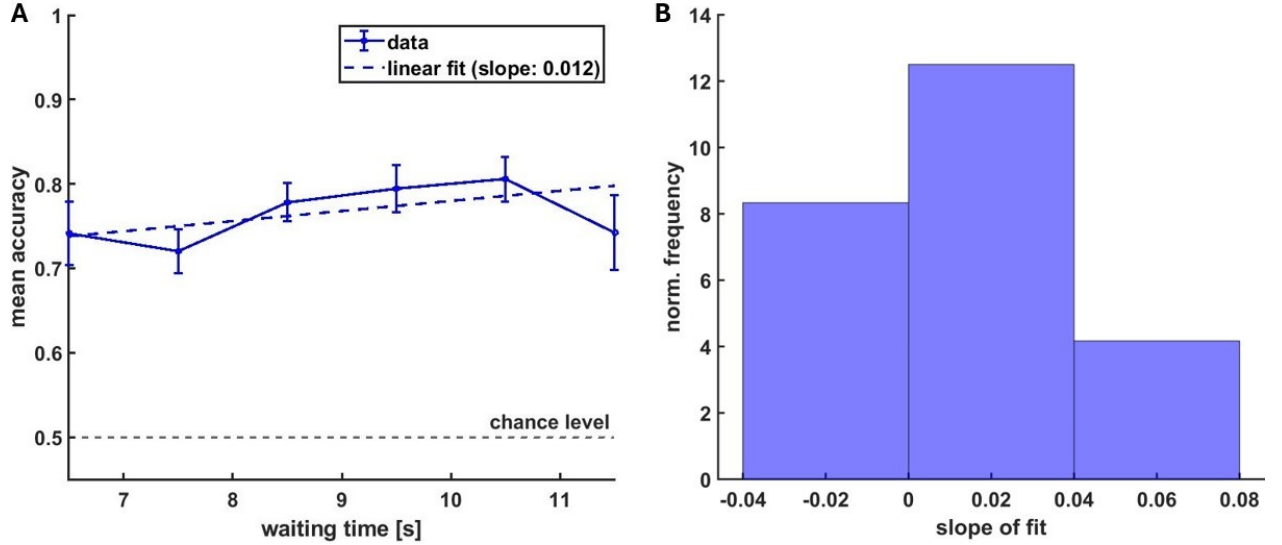 A
1
0.9
0.8
0.7
0.6
0.5
mean accuracy
data
linear fit (slope: 0.012)
chance level
7 8 9 10 11
waiting time [s]
B
14
12
10
8
6
4
2
0
norm. frequency
-0.04 -0.02 0 0.02 0.04 0.06 0.08
slope of fit